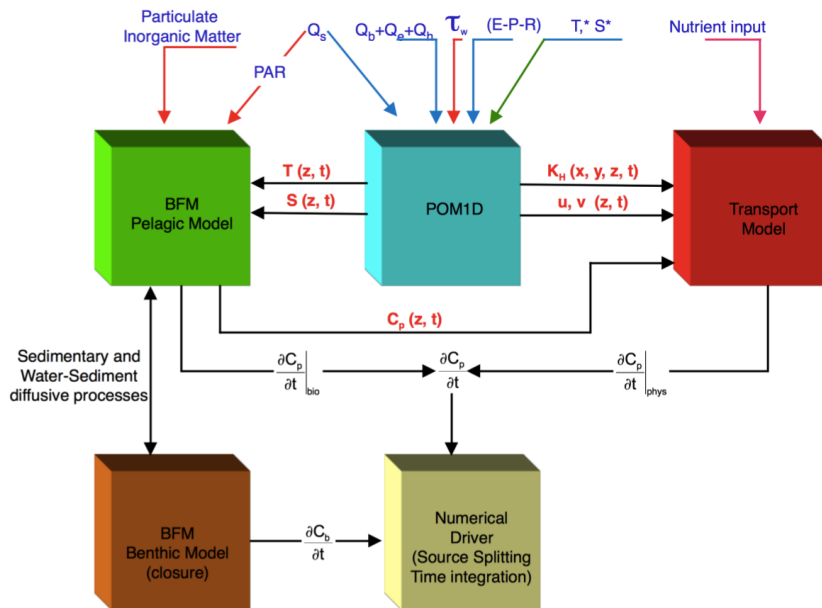 Particulate
Inorganic Matter
PAR
Qs
Qb+Qe+Qh
τw
(E-P-R)
T,* S*
Nutrient input
BFM
Pelagic Model
T (z, t)
S (z, t)
POM1D
KH (x, y, z, t)
u, v (z, t)
Transport
Model
Cp (z, t)
Sedimentary and
Water-Sediment
diffusive processes
∂Cp/∂t|bio
∂Cp/∂t
∂Cp/∂t|phys
BFM
Benthic Model
(closure)
∂Cb/∂t
Numerical
Driver
(Source Splitting
Time integration)